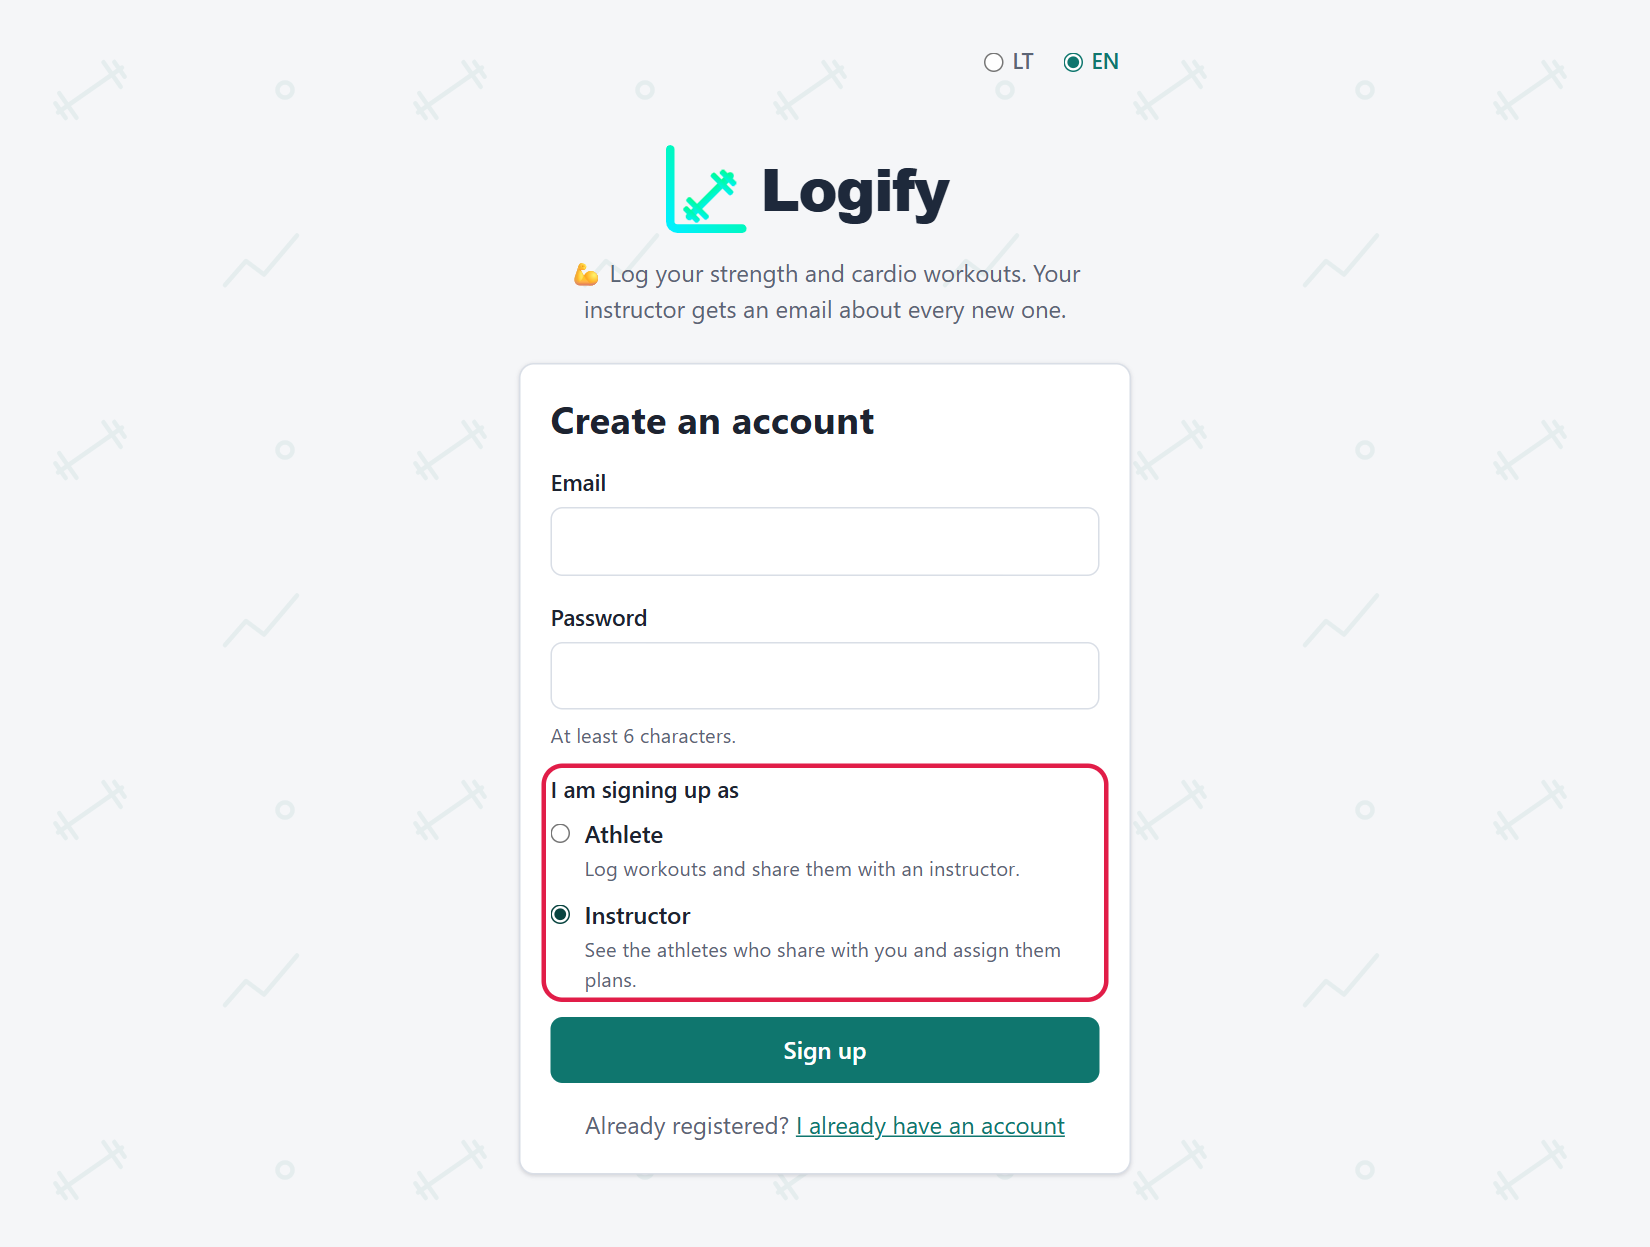 LT EN
Logify
💪 Log your strength and cardio workouts. Your
instructor gets an email about every new one.
Create an account
Email
Password
At least 6 characters.
I am signing up as
Athlete
Log workouts and share them with an instructor.
Instructor
See the athletes who share with you and assign them
plans.
Sign up
Already registered? I already have an account